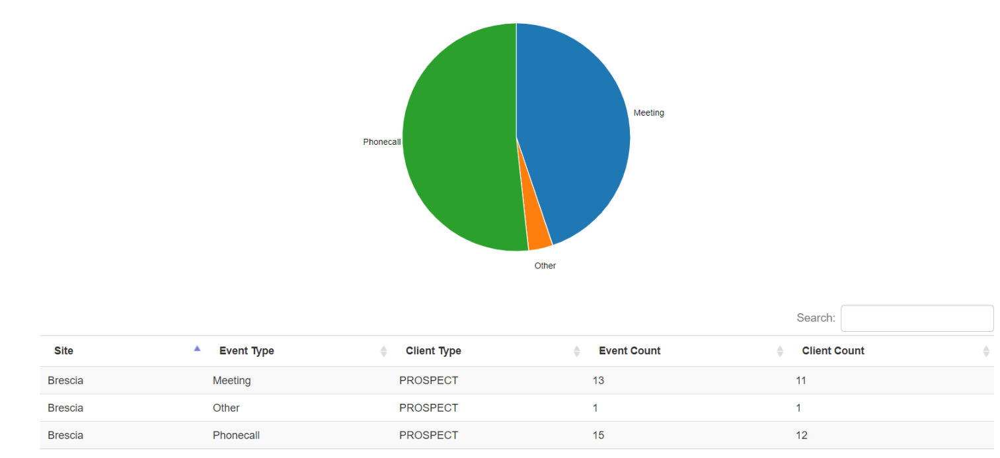 Meeting
Phonecall
Other
Search:
Site Event Type Client Type Event Count Client Count
Brescia Meeting PROSPECT 13 11
Brescia Other PROSPECT 1 1
Brescia Phonecall PROSPECT 15 12